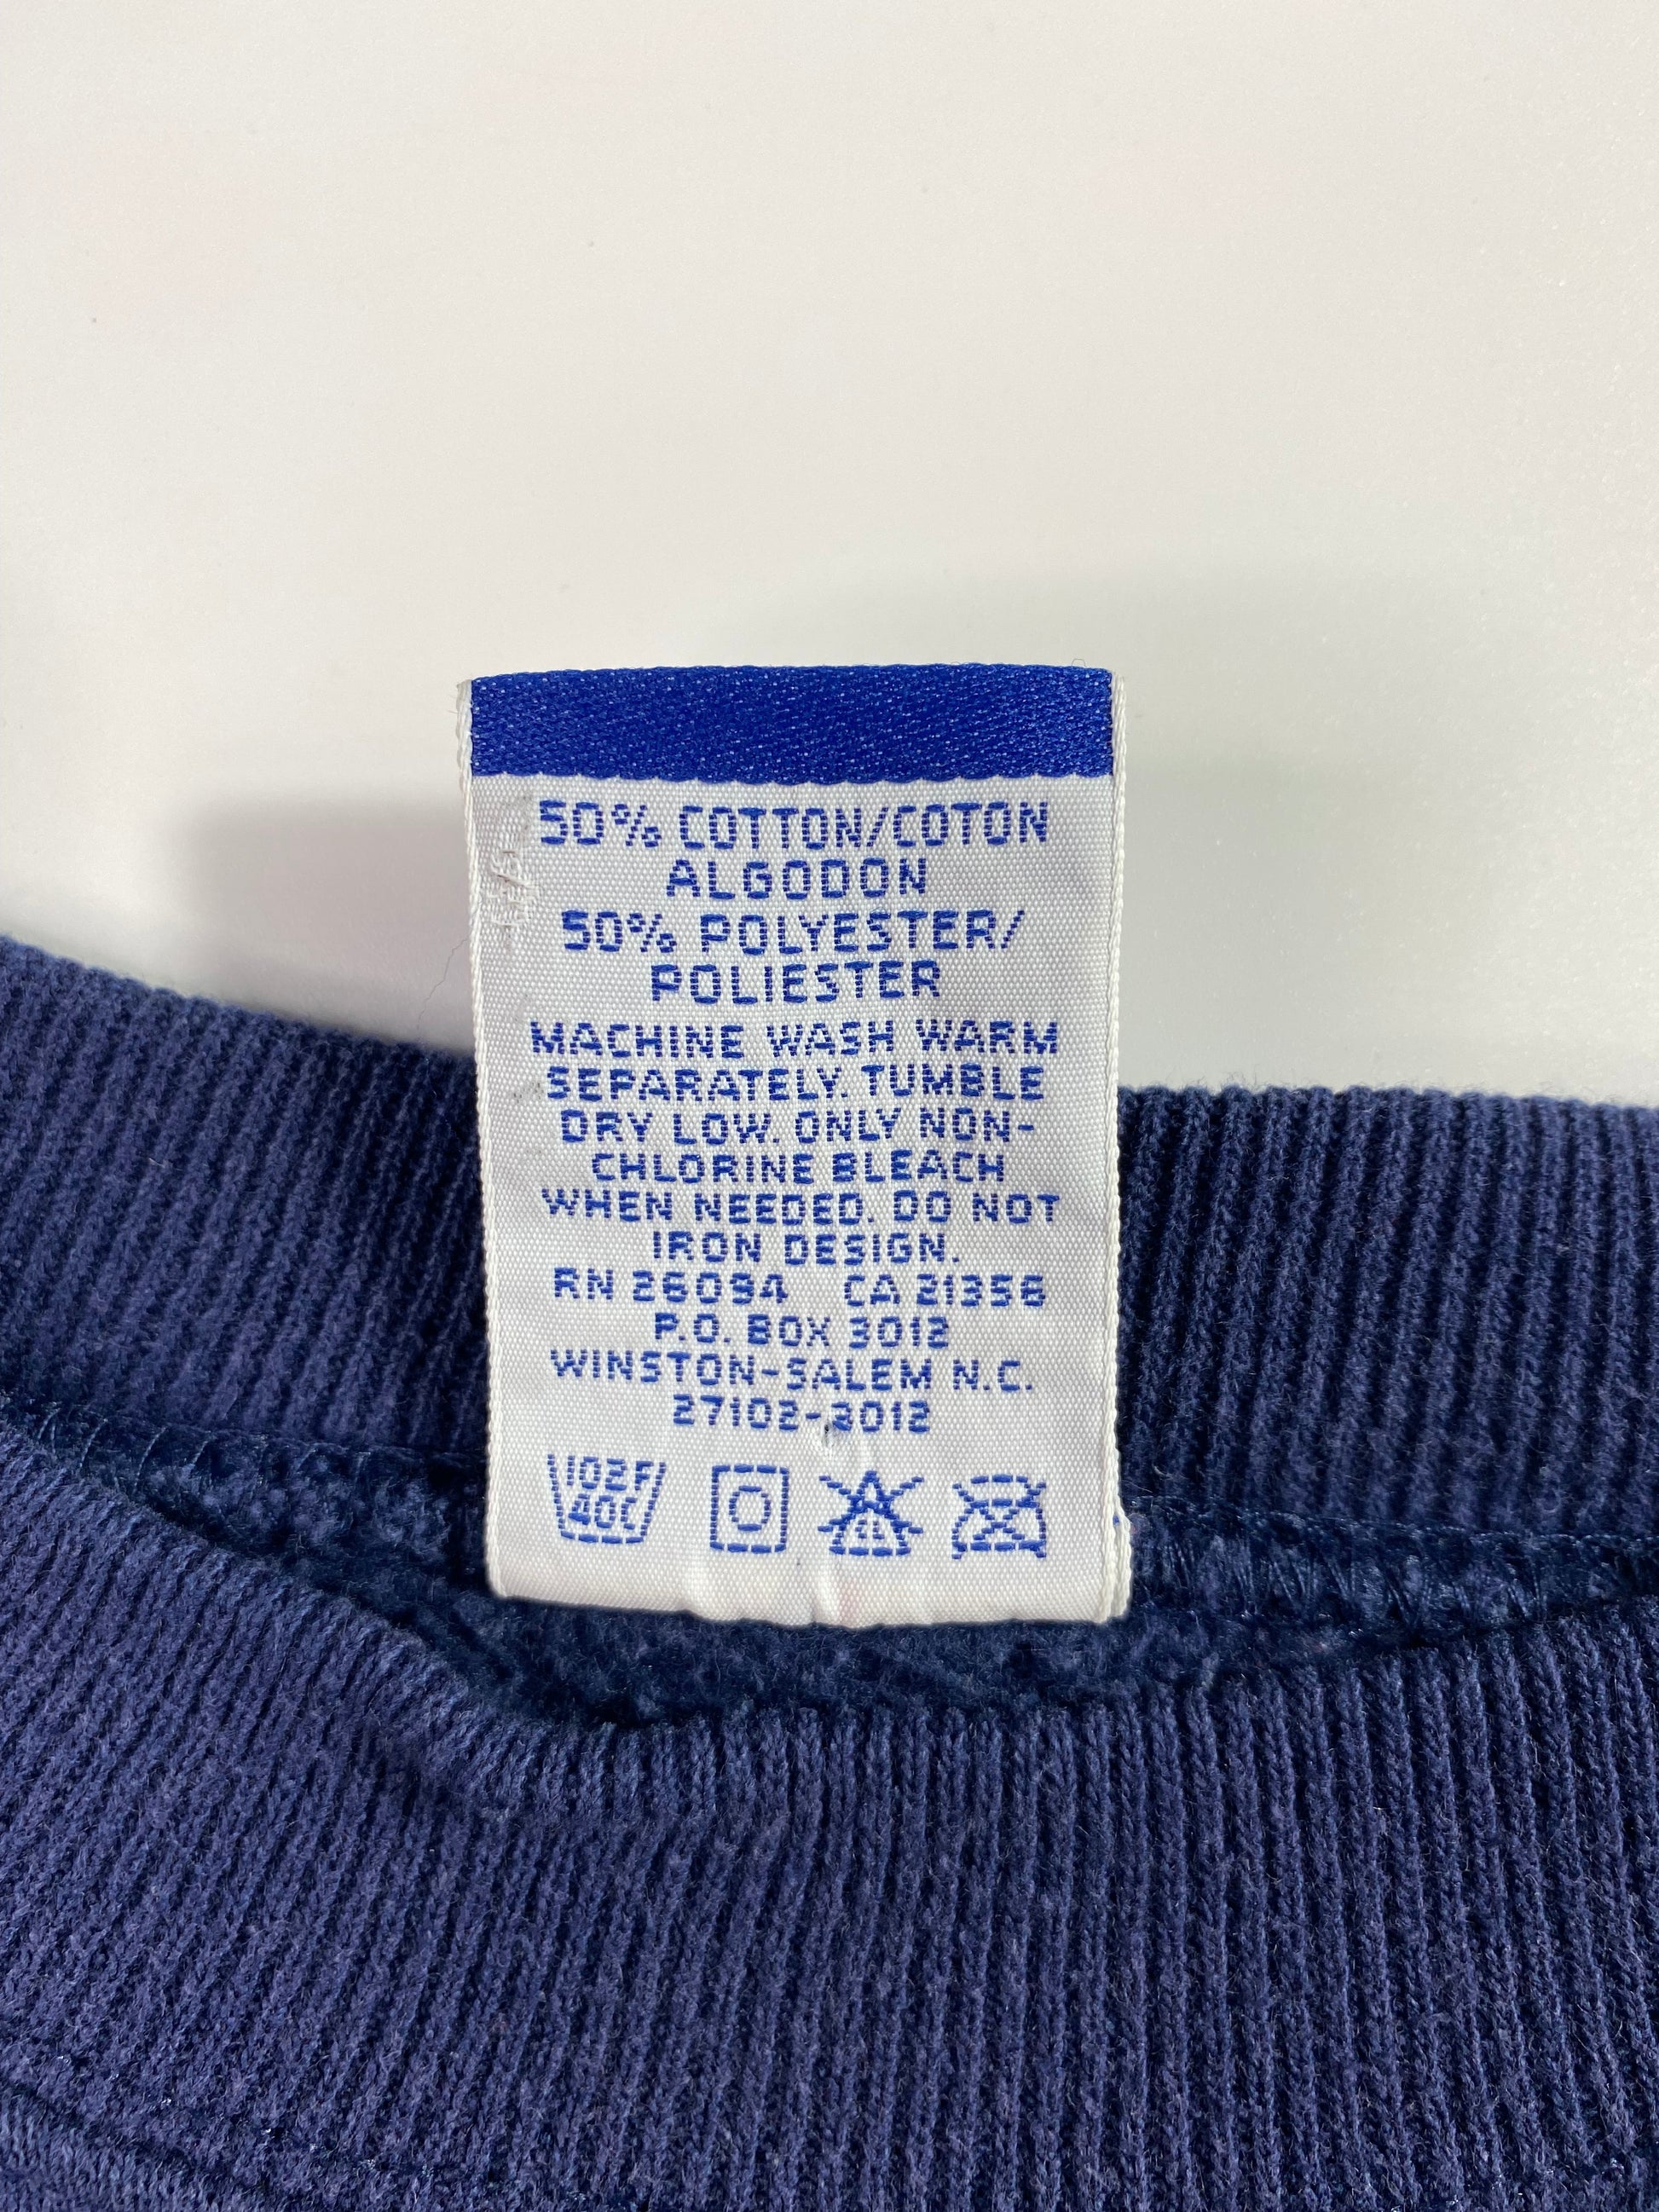 50% COTTON/COTON
ALGODON
50% POLYESTER/
POLIESTER
MACHINE WASH WARM
SEPARATELY. TUMBLE
DRY LOW. ONLY NON-
CHLORINE BLEACH
WHEN NEEDED. DO NOT
IRON DESIGN.
RN 26094 CA 21356
P.O. BOX 3012
WINSTON-SALEM N.C.
27102-3012
102F
40C